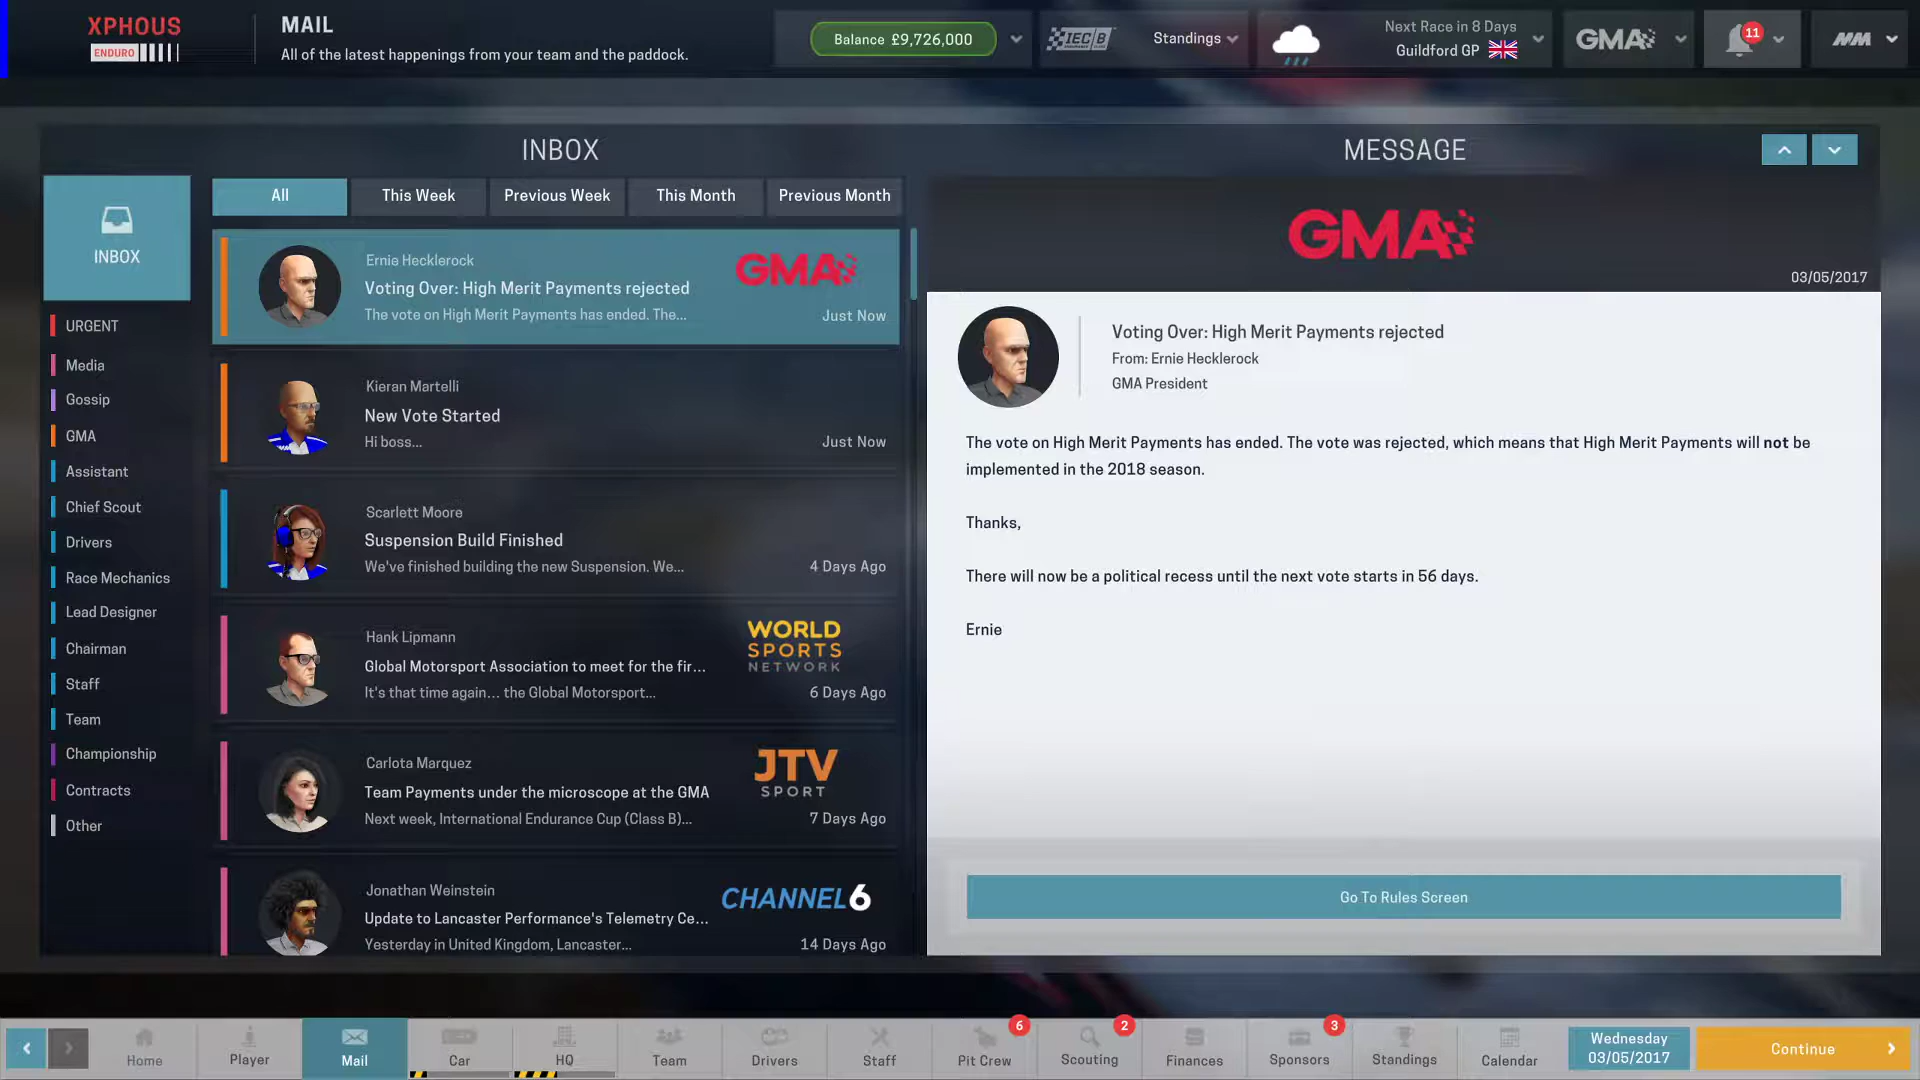 XPHOUS
ENDURO
MAIL
All of the latest happenings from your team and the paddock.
Balance £9,726,000
IEC B
Standings
Next Race in 8 Days
Guildford GP
GMA
11
INBOX
MESSAGE
INBOX
URGENT
Media
Gossip
GMA
Assistant
Chief Scout
Drivers
Race Mechanics
Lead Designer
Chairman
Staff
Team
Championship
Contracts
Other
All
This Week
Previous Week
This Month
Previous Month
Ernie Hecklerock
Voting Over: High Merit Payments rejected
The vote on High Merit Payments has ended. The...
GMA
Just Now
Kieran Martelli
New Vote Started
Hi boss...
Just Now
Scarlett Moore
Suspension Build Finished
We've finished building the new Suspension. We...
4 Days Ago
Hank Lipmann
Global Motorsport Association to meet for the fir...
It's that time again... the Global Motorsport...
WORLD
SPORTS
NETWORK
6 Days Ago
Carlota Marquez
Team Payments under the microscope at the GMA
Next week, International Endurance Cup (Class B)...
JTV
SPORT
7 Days Ago
Jonathan Weinstein
Update to Lancaster Performance's Telemetry Ce...
Yesterday in United Kingdom, Lancaster...
CHANNEL6
14 Days Ago
GMA
03/05/2017
Voting Over: High Merit Payments rejected
From: Ernie Hecklerock
GMA President
The vote on High Merit Payments has ended. The vote was rejected, which means that High Merit Payments will not be
implemented in the 2018 season.
Thanks,
There will now be a political recess until the next vote starts in 56 days.
Ernie
Go To Rules Screen
Home
Player
Mail
Car
HQ
Team
Drivers
Staff
6
Pit Crew
2
Scouting
Finances
3
Sponsors
Standings
Calendar
Wednesday
03/05/2017
Continue